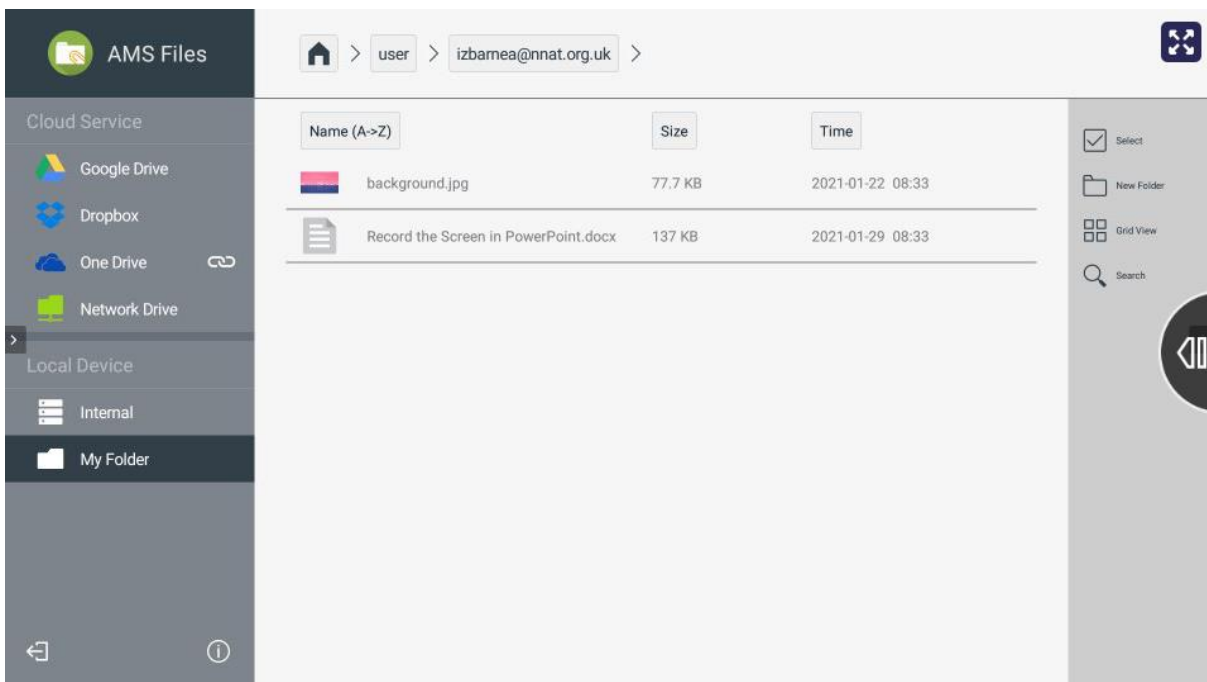 AMS Files
user
izbarnea@nnat.org.uk
Cloud Service
Google Drive
Dropbox
One Drive
Network Drive
Local Device
Internal
My Folder
Name (A->Z) Size Time
background.jpg 77.7 KB 2021-01-22 08:33
Record the Screen in PowerPoint.docx 137 KB 2021-01-29 08:33
Select
New Folder
Grid View
Search